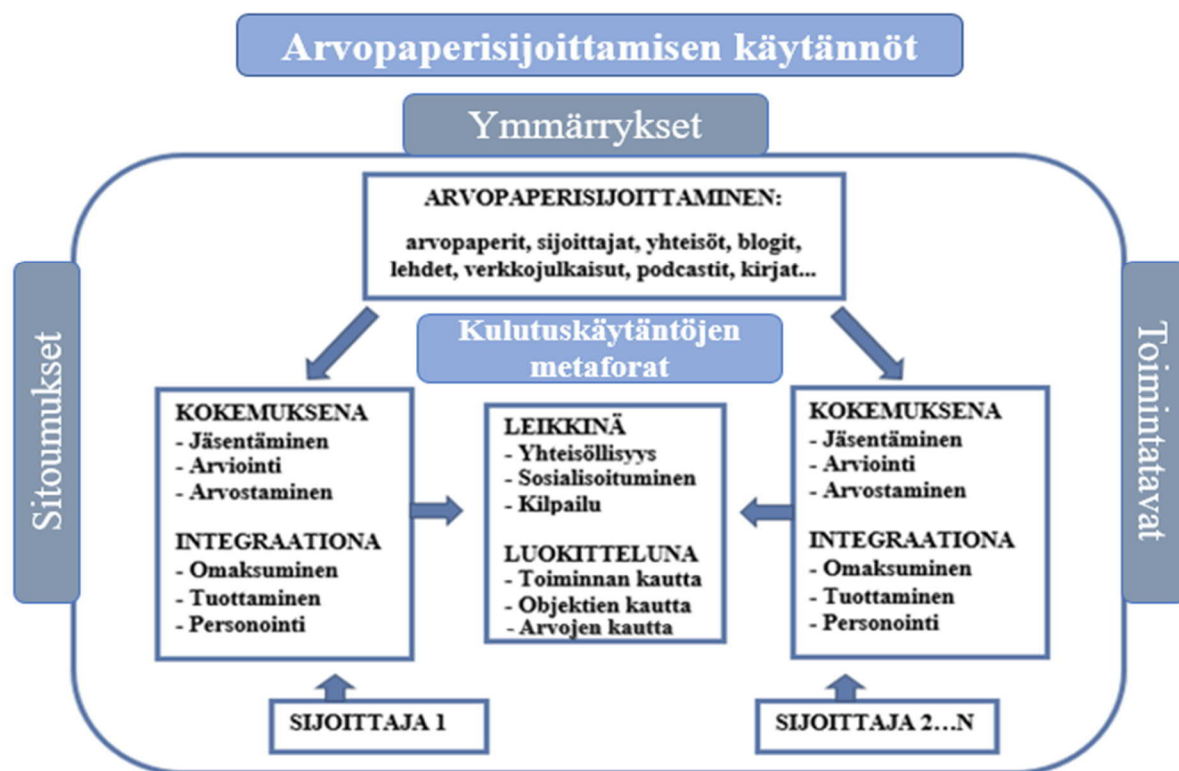 Arvopaperisijoittamisen käytännöt
Ymmärrykset
Sitoumukset
Toimintatavat
ARVOPAPERISIJOITTAMINEN:
arvopaperit, sijoittajat, yhteisöt, blogit,
lehdet, verkkojulkaisut, podcastit, kirjat...
Kulutuskäytäntöjen
metaforat
KOKEMUKSENA
- Jäsentäminen
- Arviointi
- Arvostaminen
INTEGRAATIONA
- Omaksuminen
- Tuottaminen
- Personointi
LEIKKINÄ
- Yhteisöllisyys
- Sosialisoituminen
- Kilpailu
LUOKITTELUNA
- Toiminnan kautta
- Objektien kautta
- Arvojen kautta
KOKEMUKSENA
- Jäsentäminen
- Arviointi
- Arvostaminen
INTEGRAATIONA
- Omaksuminen
- Tuottaminen
- Personointi
SIJOITTAJA 1
SIJOITTAJA 2…N